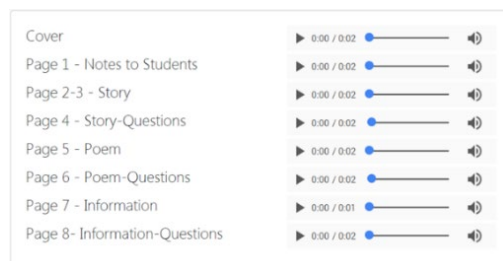 Cover 0:00 / 0:02
Page 1 - Notes to Students 0:00 / 0:02
Page 2-3 - Story 0:00 / 0:02
Page 4 - Story-Questions 0:00 / 0:02
Page 5 - Poem 0:00 / 0:02
Page 6 - Poem-Questions 0:00 / 0:02
Page 7 - Information 0:00 / 0:01
Page 8- Information-Questions 0:00 / 0:02